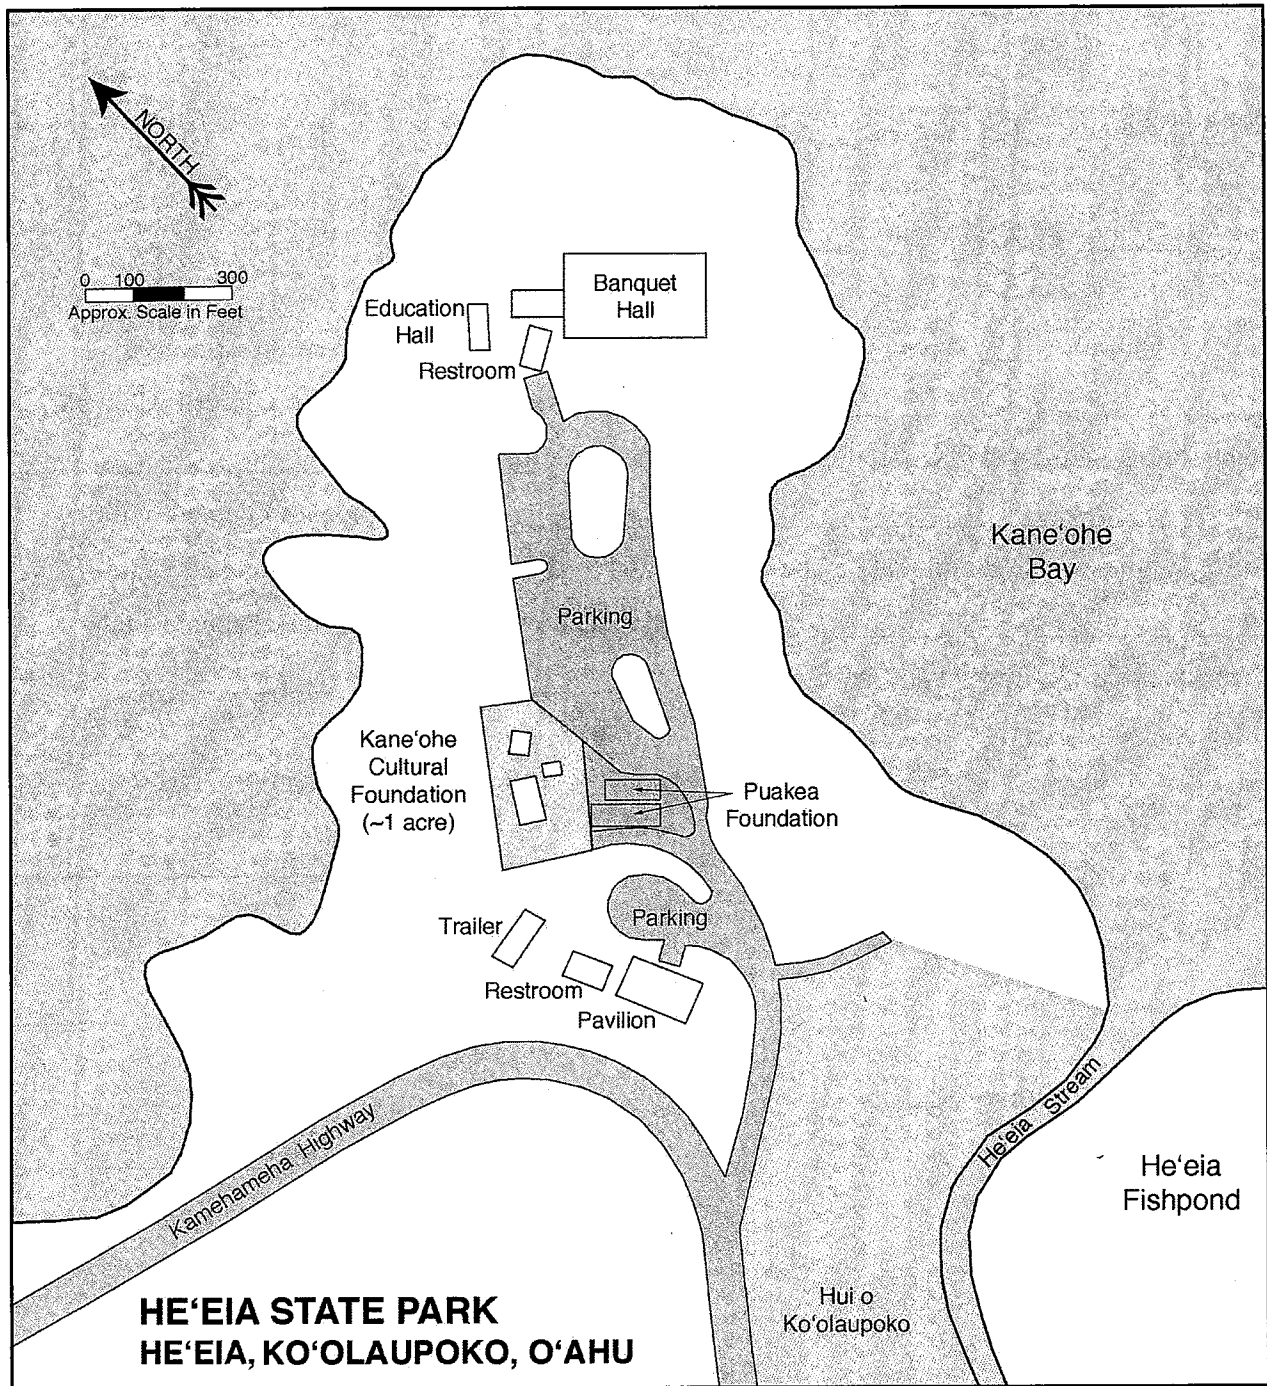 NORTH
0 100 300
Approx. Scale in Feet
Banquet
Hall
Education
Hall
Restroom
Kane‘ohe
Bay
Parking
Kane‘ohe
Cultural
Foundation
(~1 acre)
Puakea
Foundation
Trailer
Parking
Restroom
Pavilion
Kamehameha Highway
He‘eia Stream
He‘eia
Fishpond
Hui o
Ko‘olaupoko
HE‘EIA STATE PARK
HE‘EIA, KO‘OLAUPOKO, O‘AHU